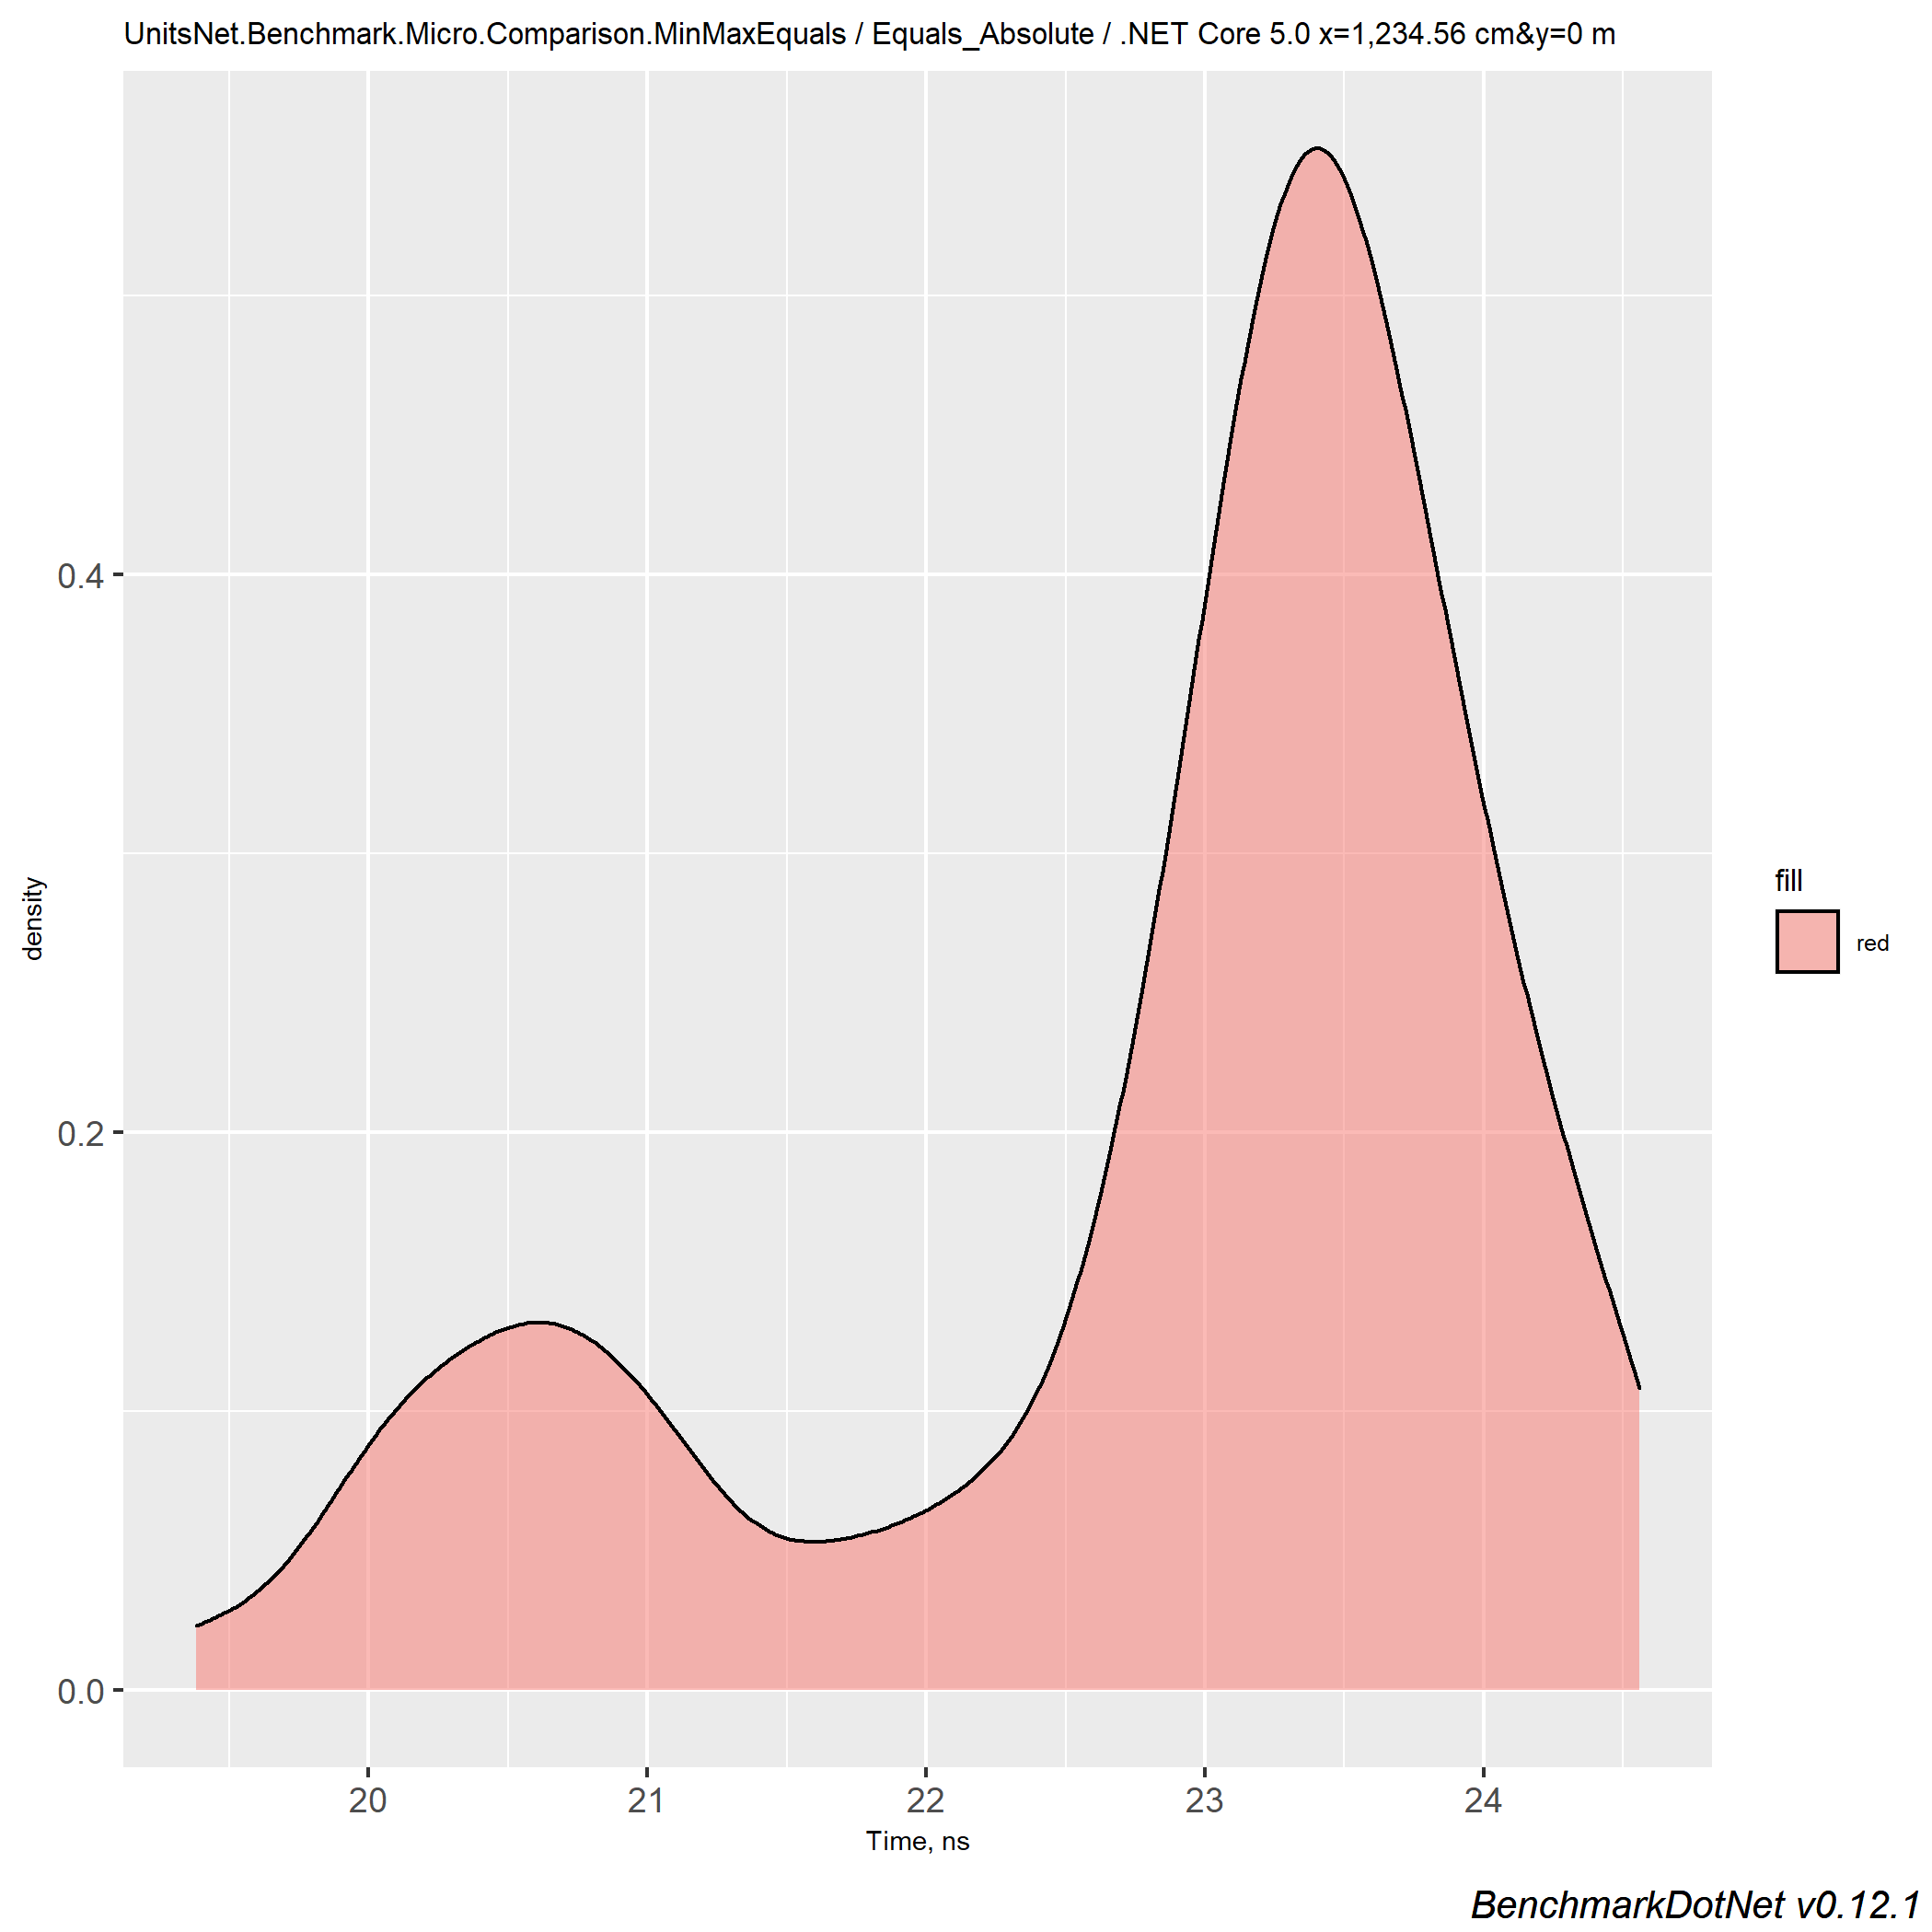 UnitsNet.Benchmark.Micro.Comparison.MinMaxEquals / Equals_Absolute / .NET Core 5.0 x=1,234.56 cm&y=0 m
0.4
0.2
0.0
density
20 21 22 23 24
Time, ns
fill
red
BenchmarkDotNet v0.12.1